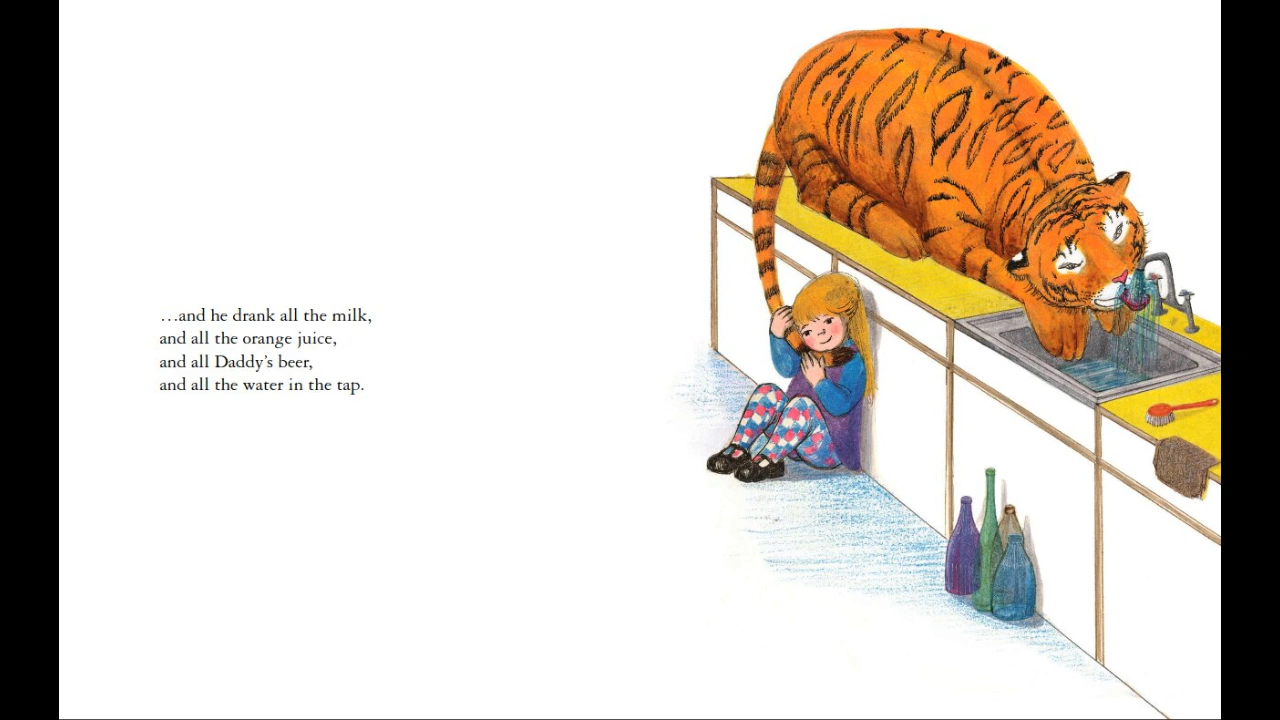 …and he drank all the milk,
and all the orange juice,
and all Daddy’s beer,
and all the water in the tap.